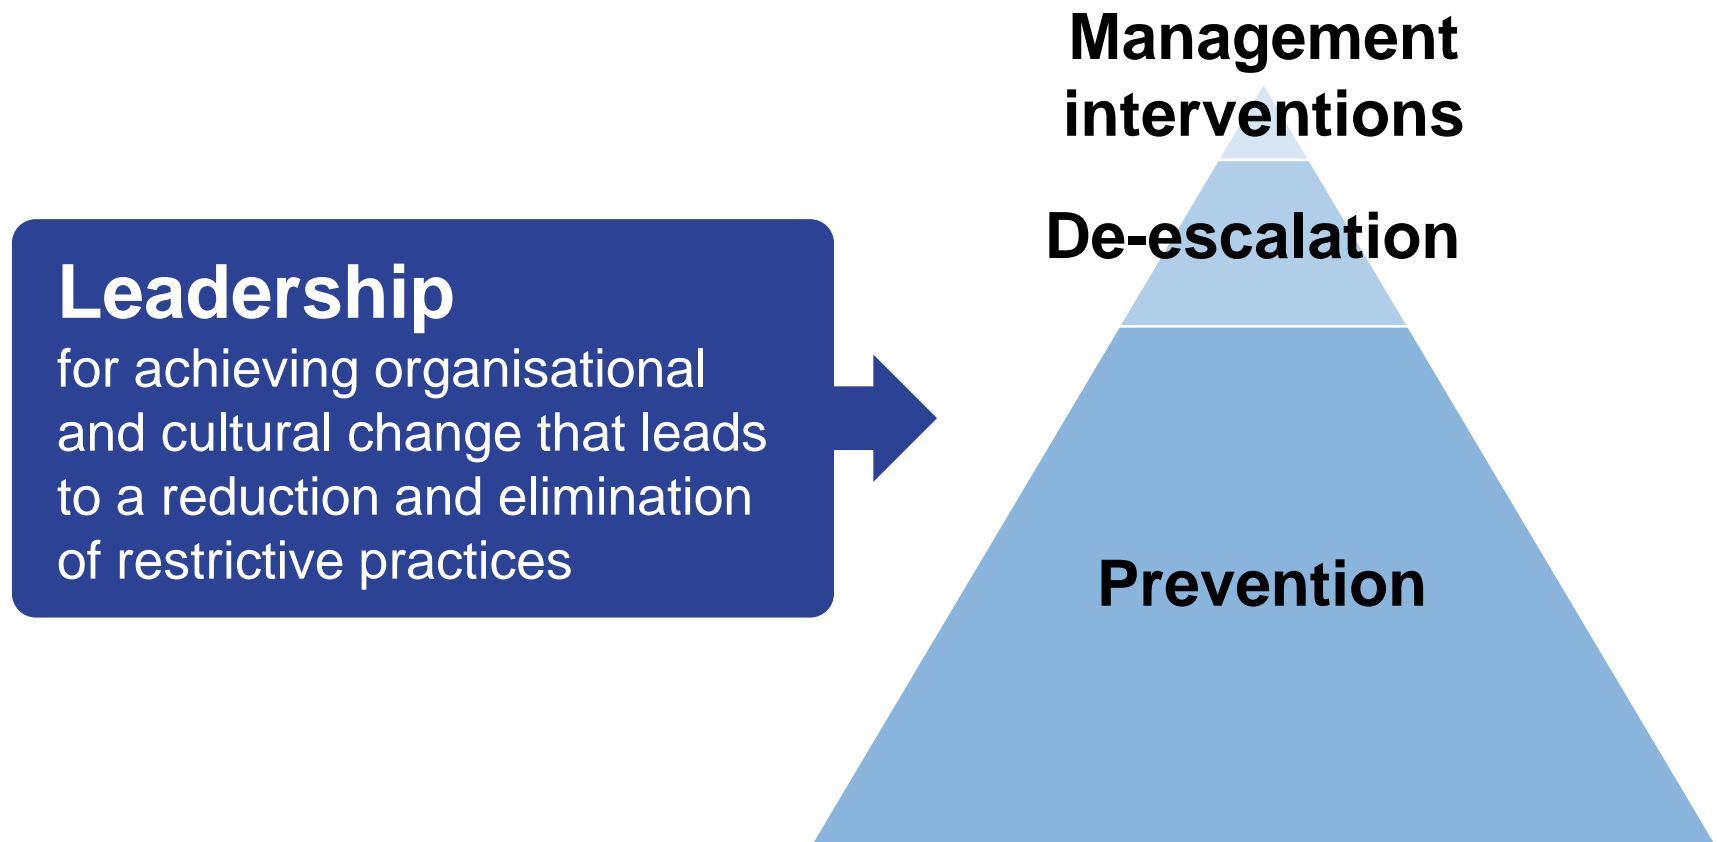 Leadership
for achieving organisational
and cultural change that leads
to a reduction and elimination
of restrictive practices
Management
interventions
De-escalation
Prevention